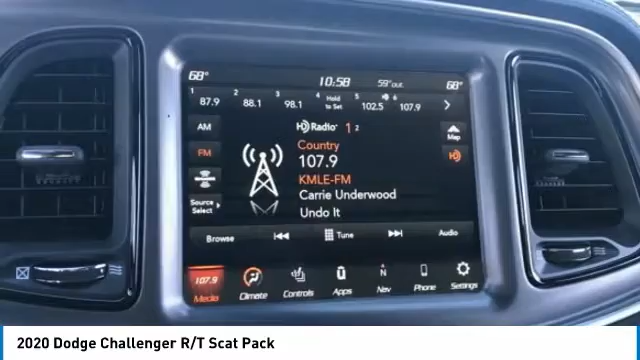 68° 10:58 59°out 68°
1 2 3 4 5 6
87.9 88.1 98.1 Hold to Set 102.5 107.9
AM
HD Radio 1 2
Map
Country
FM
107.9
HD
KMLE-FM
Carrie Underwood
Source Select
Undo It
Browse Tune Audio
107.9
N
Media Climate Controls Apps Nav Phone Settings
2020 Dodge Challenger R/T Scat Pack